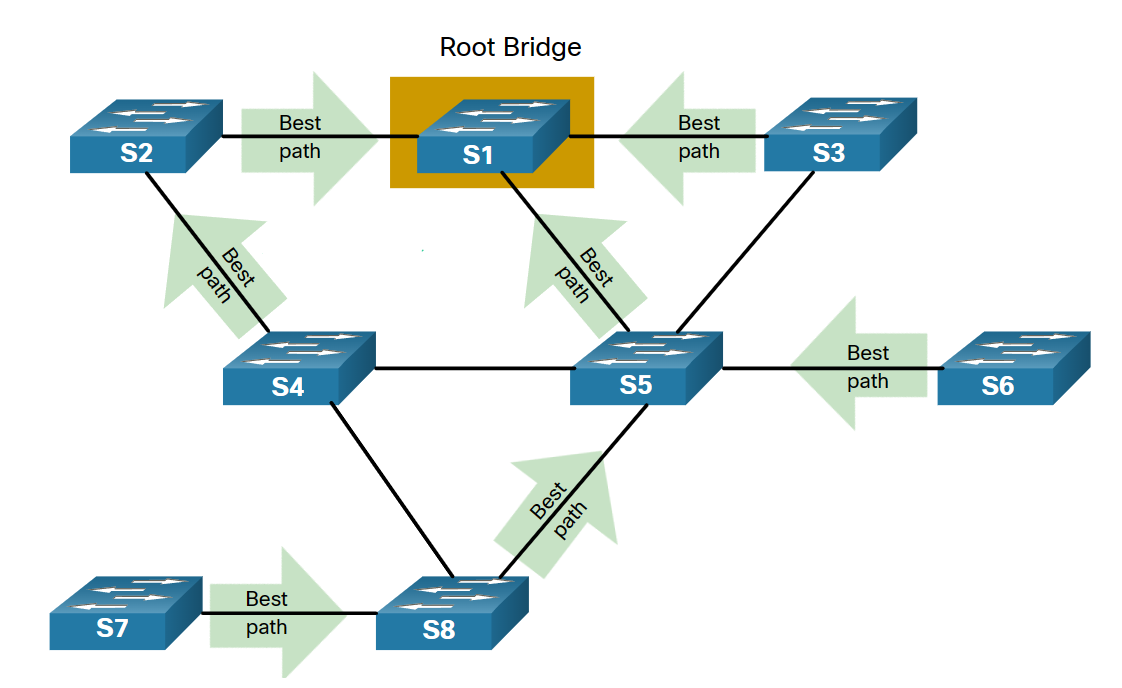 Root Bridge
S2
Best
path
S1
Best
path
S3
Best
path
Best
path
S4
S5
Best
path
S6
Best
path
S7
Best
path
S8